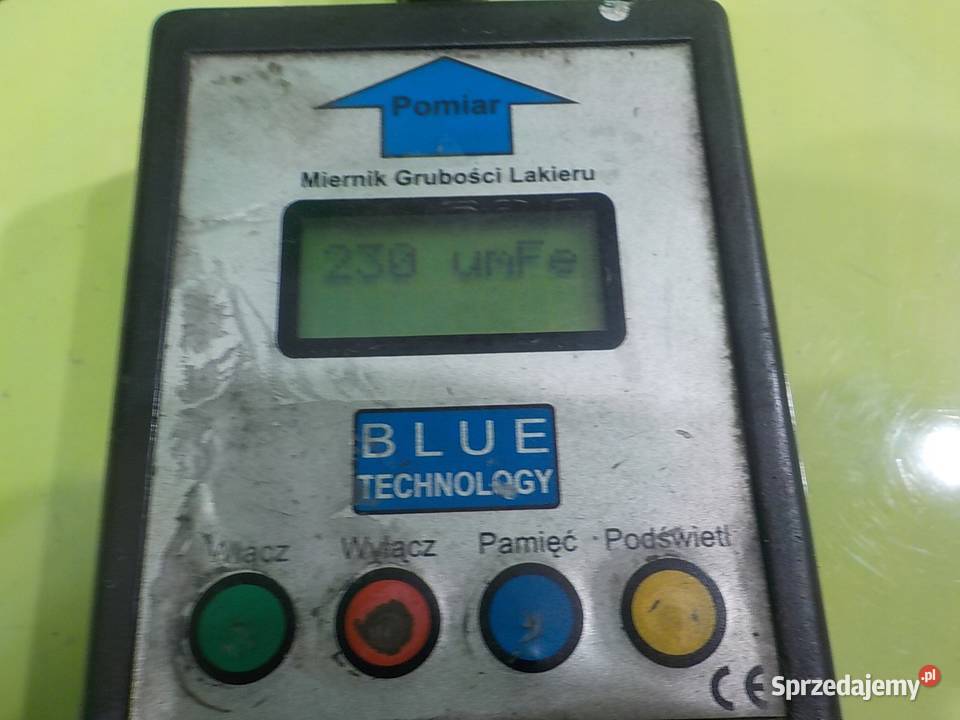 Pomiar
Miernik Grubości Lakieru
230 umFe
BLUE
TECHNOLOGY
Włącz Wyłącz Pamięć Podświetl
CE
Sprzedajemy.pl